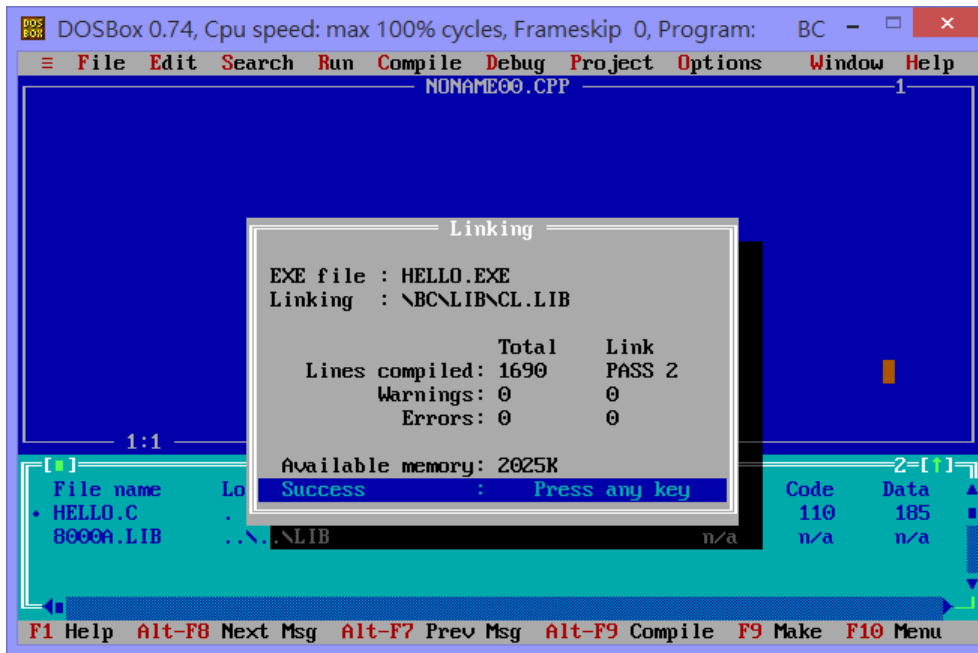 DOSBox 0.74, Cpu speed: max 100% cycles, Frameskip 0, Program: BC
≡ File Edit Search Run Compile Debug Project Options Window Help
NONAME00.CPP 1
Linking
EXE file : HELLO.EXE
Linking : \BC\LIB\CL.LIB
Total Link
Lines compiled: 1690 PASS 2
Warnings: 0 0
Errors: 0 0
1:1
Available memory: 2025K
2=[↑]
File name Lo Success : Press any key Code Data
• HELLO.C . 110 185
8000A.LIB ..\..\LIB n/a n/a n/a
F1 Help Alt-F8 Next Msg Alt-F7 Prev Msg Alt-F9 Compile F9 Make F10 Menu